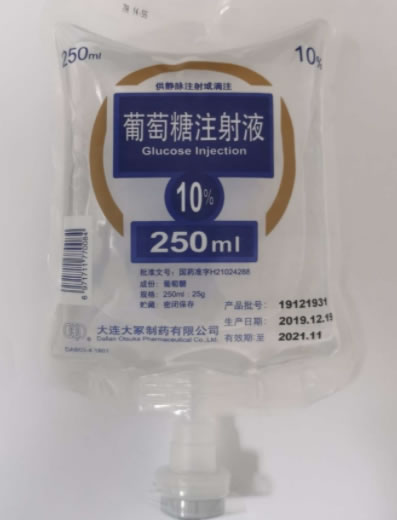 250ml 10%
供静脉注射或滴注
葡萄糖注射液
Glucose Injection
10%
250ml
批准文号：国药准字H21024288
成份：葡萄糖
规格：250ml：25g
贮藏：密闭保存
产品批号：19121931
生产日期：2019.12.19
有效期：至 2021.11
大连大冢制药有限公司
Dalian Otsuka Pharmaceutical Co.,Ltd.